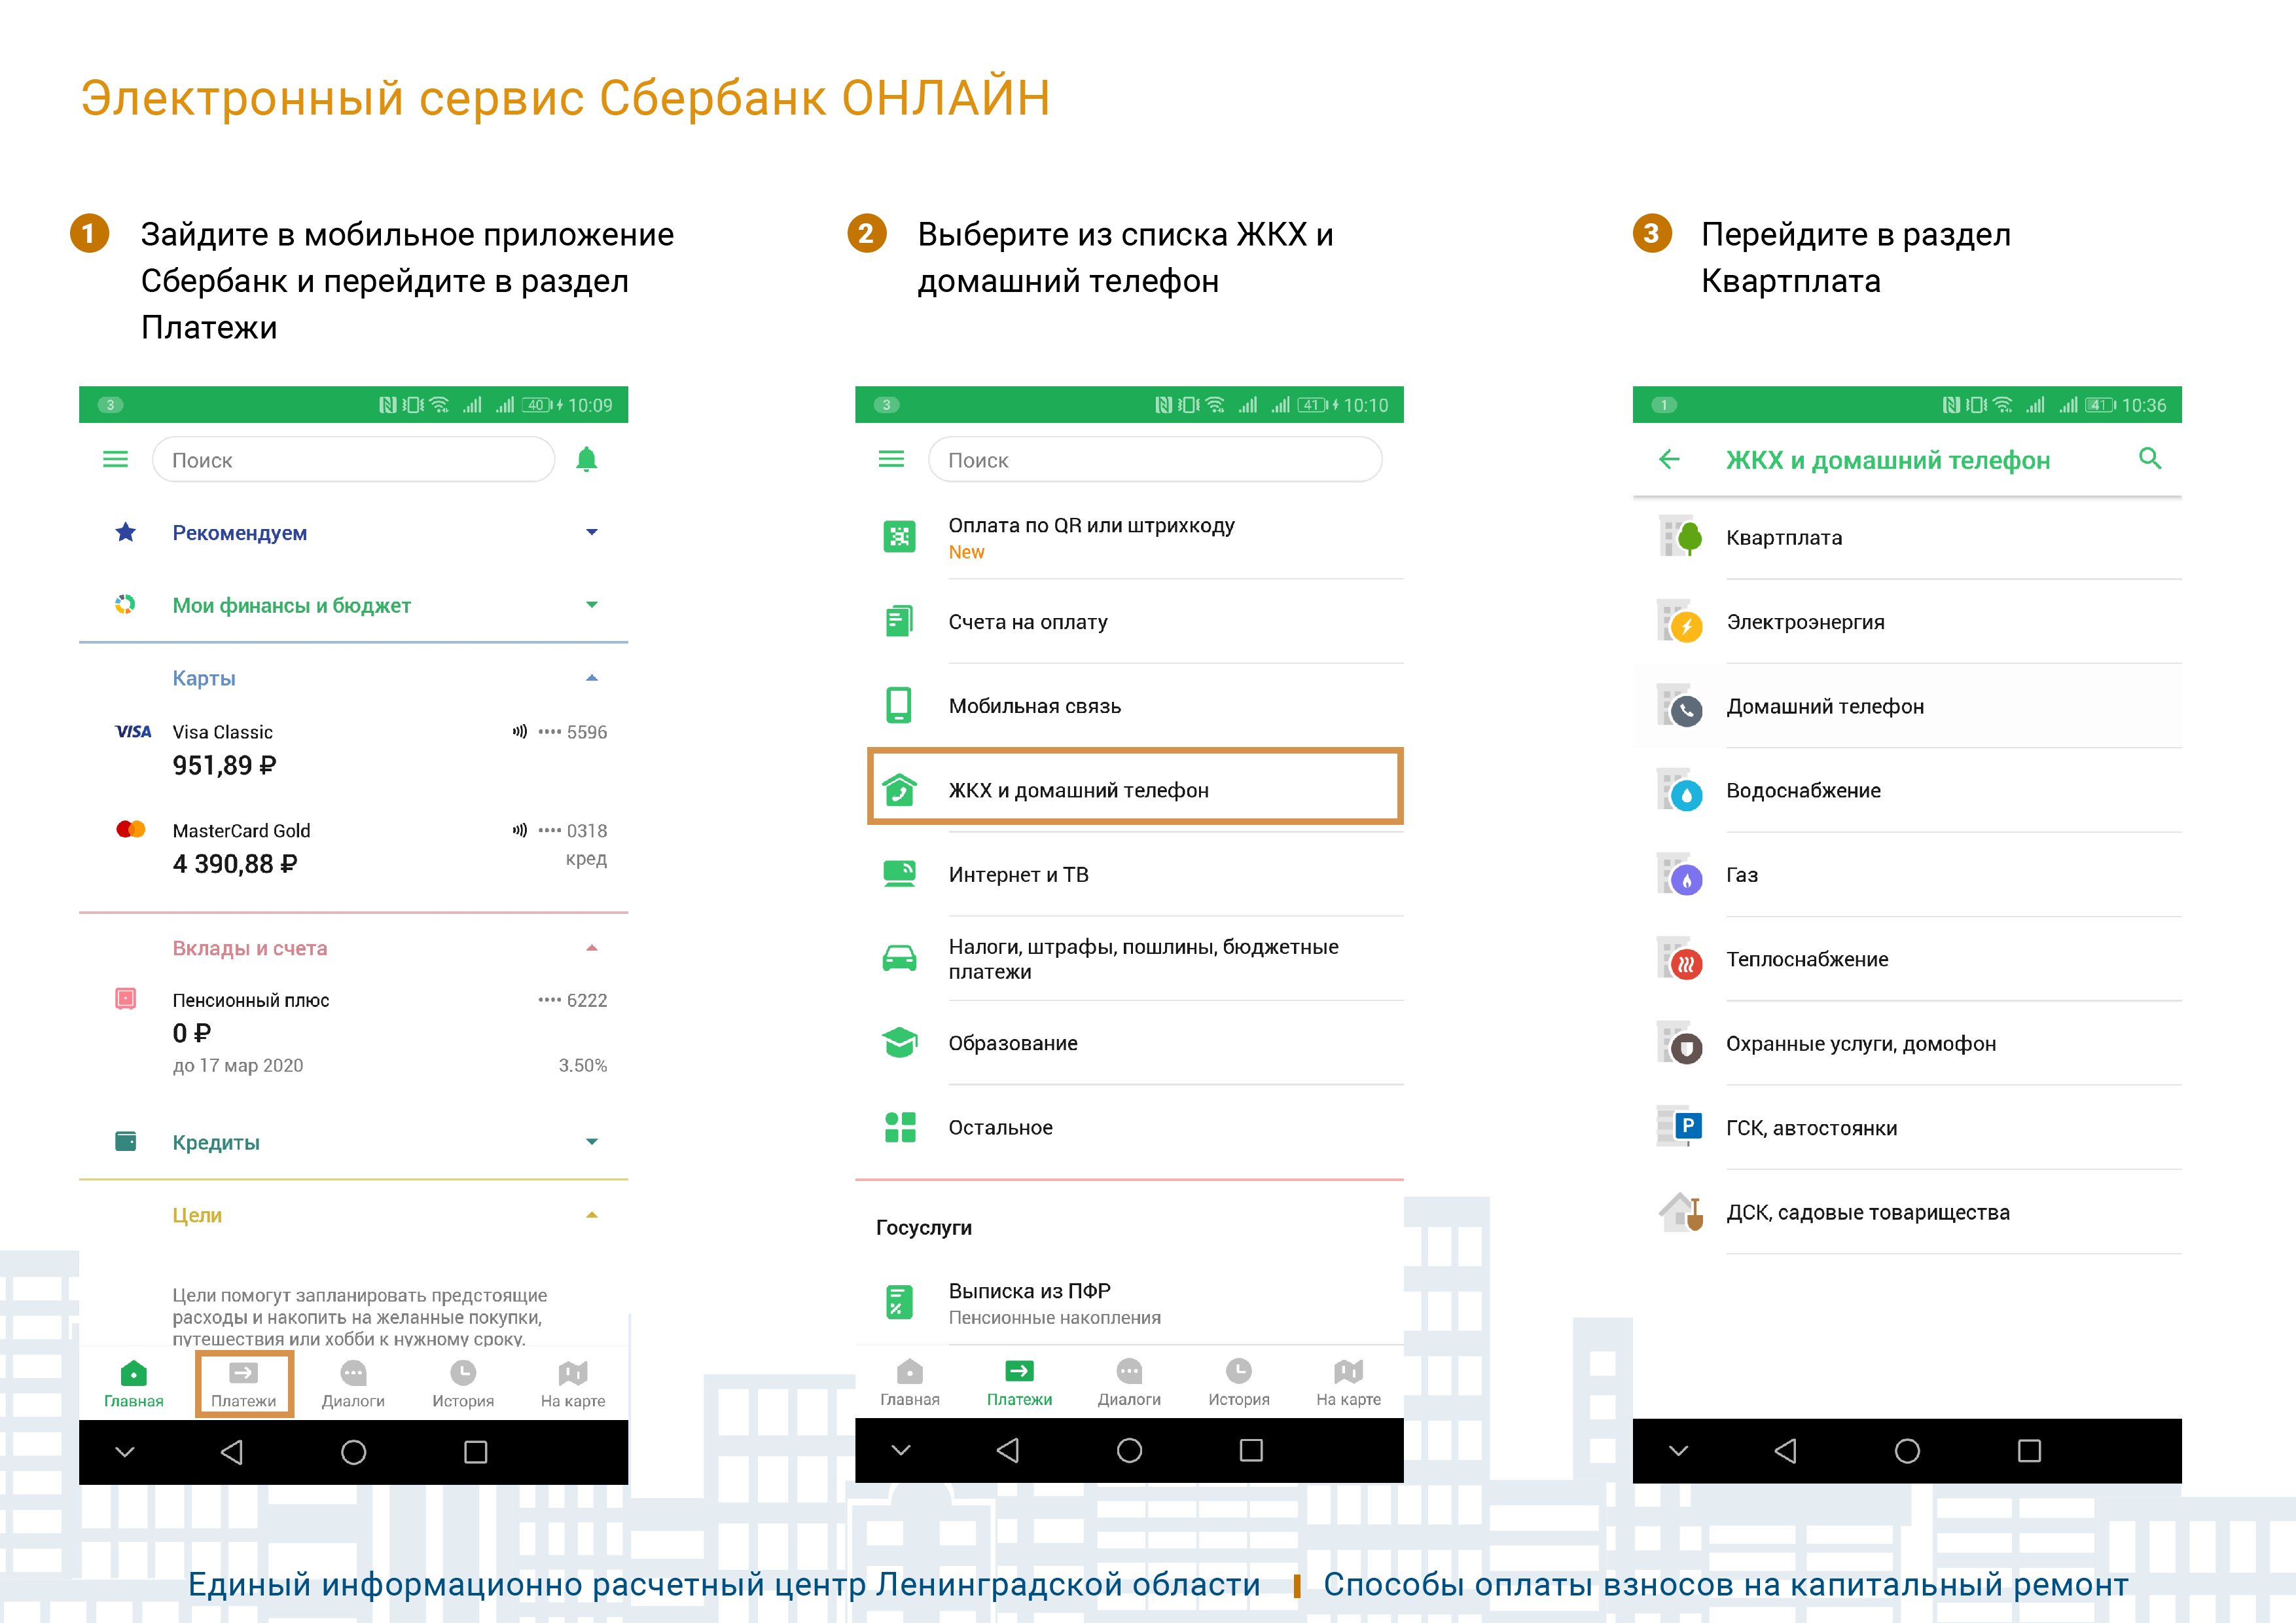 Электронный сервис Сбербанк ОНЛАЙН
1 Зайдите в мобильное приложение
Сбербанк и перейдите в раздел
Платежи
3 40 10:09
Поиск
Рекомендуем
Мои финансы и бюджет
Карты
VISA Visa Classic •••• 5596
951,89 ₽
MasterCard Gold •••• 0318
4 390,88 ₽ кред
Вклады и счета
Пенсионный плюс •••• 6222
0 ₽
до 17 мар 2020 3.50%
Кредиты
Цели
Цели помогут запланировать предстоящие
расходы и накопить на желанные покупки,
путешествия или хобби к нужному сроку.
Главная Платежи Диалоги История На карте
2 Выберите из списка ЖКХ и
домашний телефон
3 41 10:10
Поиск
Оплата по QR или штрихкоду
New
Счета на оплату
Мобильная связь
ЖКХ и домашний телефон
Интернет и ТВ
Налоги, штрафы, пошлины, бюджетные
платежи
Образование
Остальное
Госуслуги
Выписка из ПФР
Пенсионные накопления
Главная Платежи Диалоги История На карте
3 Перейдите в раздел
Квартплата
1 41 10:36
ЖКХ и домашний телефон
Квартплата
Электроэнергия
Домашний телефон
Водоснабжение
Газ
Теплоснабжение
Охранные услуги, домофон
P ГСК, автостоянки
ДСК, садовые товарищества
Единый информационно расчетный центр Ленинградской области Способы оплаты взносов на капитальный ремонт